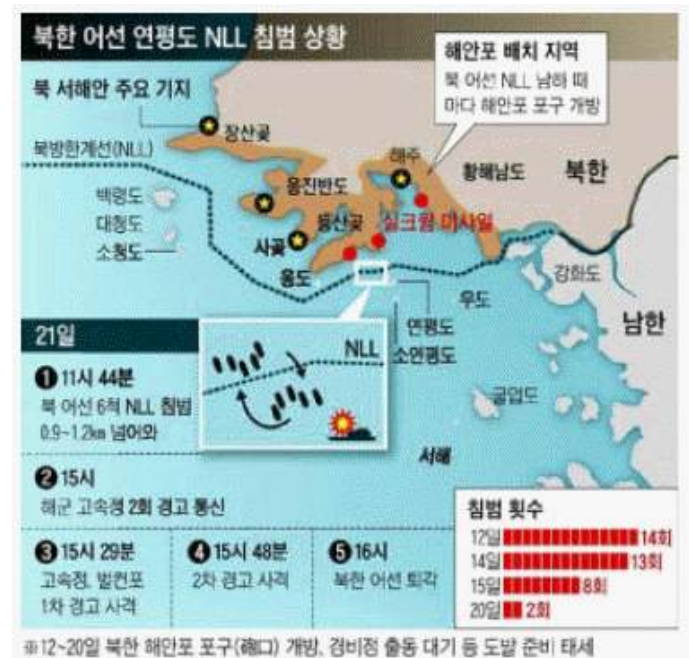 북한 어선 연평도 NLL 침범 상황
북 서해안 주요 기지
해안포 배치 지역
북 어선 NLL 남하 때
마다 해안포 포구 개방
장산곶
북방한계선(NLL)
해주
황해남도
북한
옹진반도
백령도
등산곶
실크웜 미사일
대청도
사곶
소청도
강화도
옹도
우도
연평도
남한
소연평도
NLL
굴업도
서해
21일
❶ 11시 44분
북 어선 6척 NLL 침범
0.9~1.2km 넘어와
❷ 15시
해군 고속정 2회 경고 통신
❸ 15시 29분
고속정, 벌컨포
1차 경고 사격
❹ 15시 48분
2차 경고 사격
❺ 16시
북한 어선 퇴각
침범 횟수
12일 14회
14일 13회
15일 8회
20일 2회
※12~20일 북한 해안포 포구(砲口) 개방, 경비정 출동 대기 등 도발 준비 태세